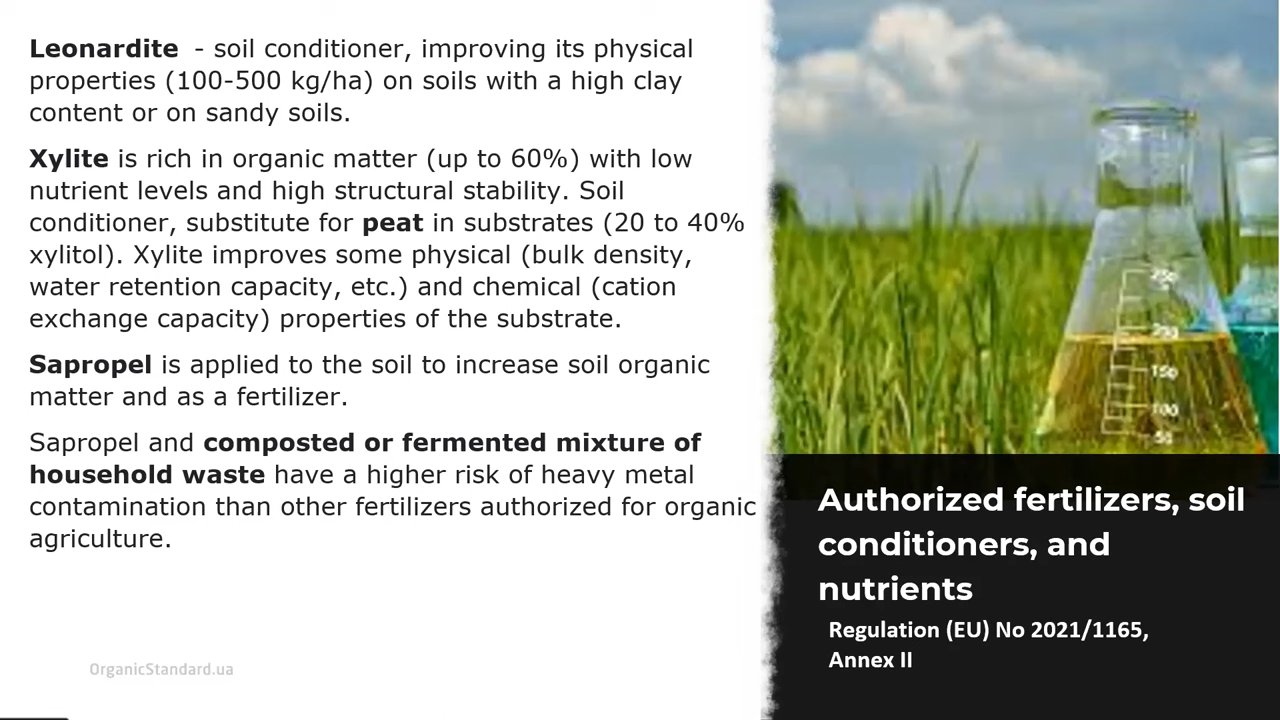 Leonardite - soil conditioner, improving its physical
properties (100-500 kg/ha) on soils with a high clay
content or on sandy soils.
Xylite is rich in organic matter (up to 60%) with low
nutrient levels and high structural stability. Soil
conditioner, substitute for peat in substrates (20 to 40%
xylitol). Xylite improves some physical (bulk density,
water retention capacity, etc.) and chemical (cation
exchange capacity) properties of the substrate.
Sapropel is applied to the soil to increase soil organic
matter and as a fertilizer.
Sapropel and composted or fermented mixture of
household waste have a higher risk of heavy metal
contamination than other fertilizers authorized for organic
agriculture.
OrganicStandard.ua
250
200
150
100
50
Authorized fertilizers, soil
conditioners, and
nutrients
Regulation (EU) No 2021/1165,
Annex II